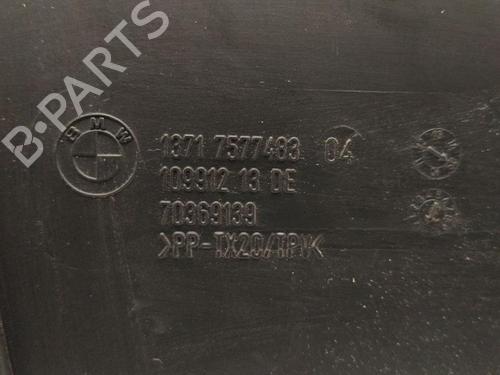 B-PARTS
BMW
1371 7577483 04
109912 13 DE
70369139
>PP-TX20/TPV<